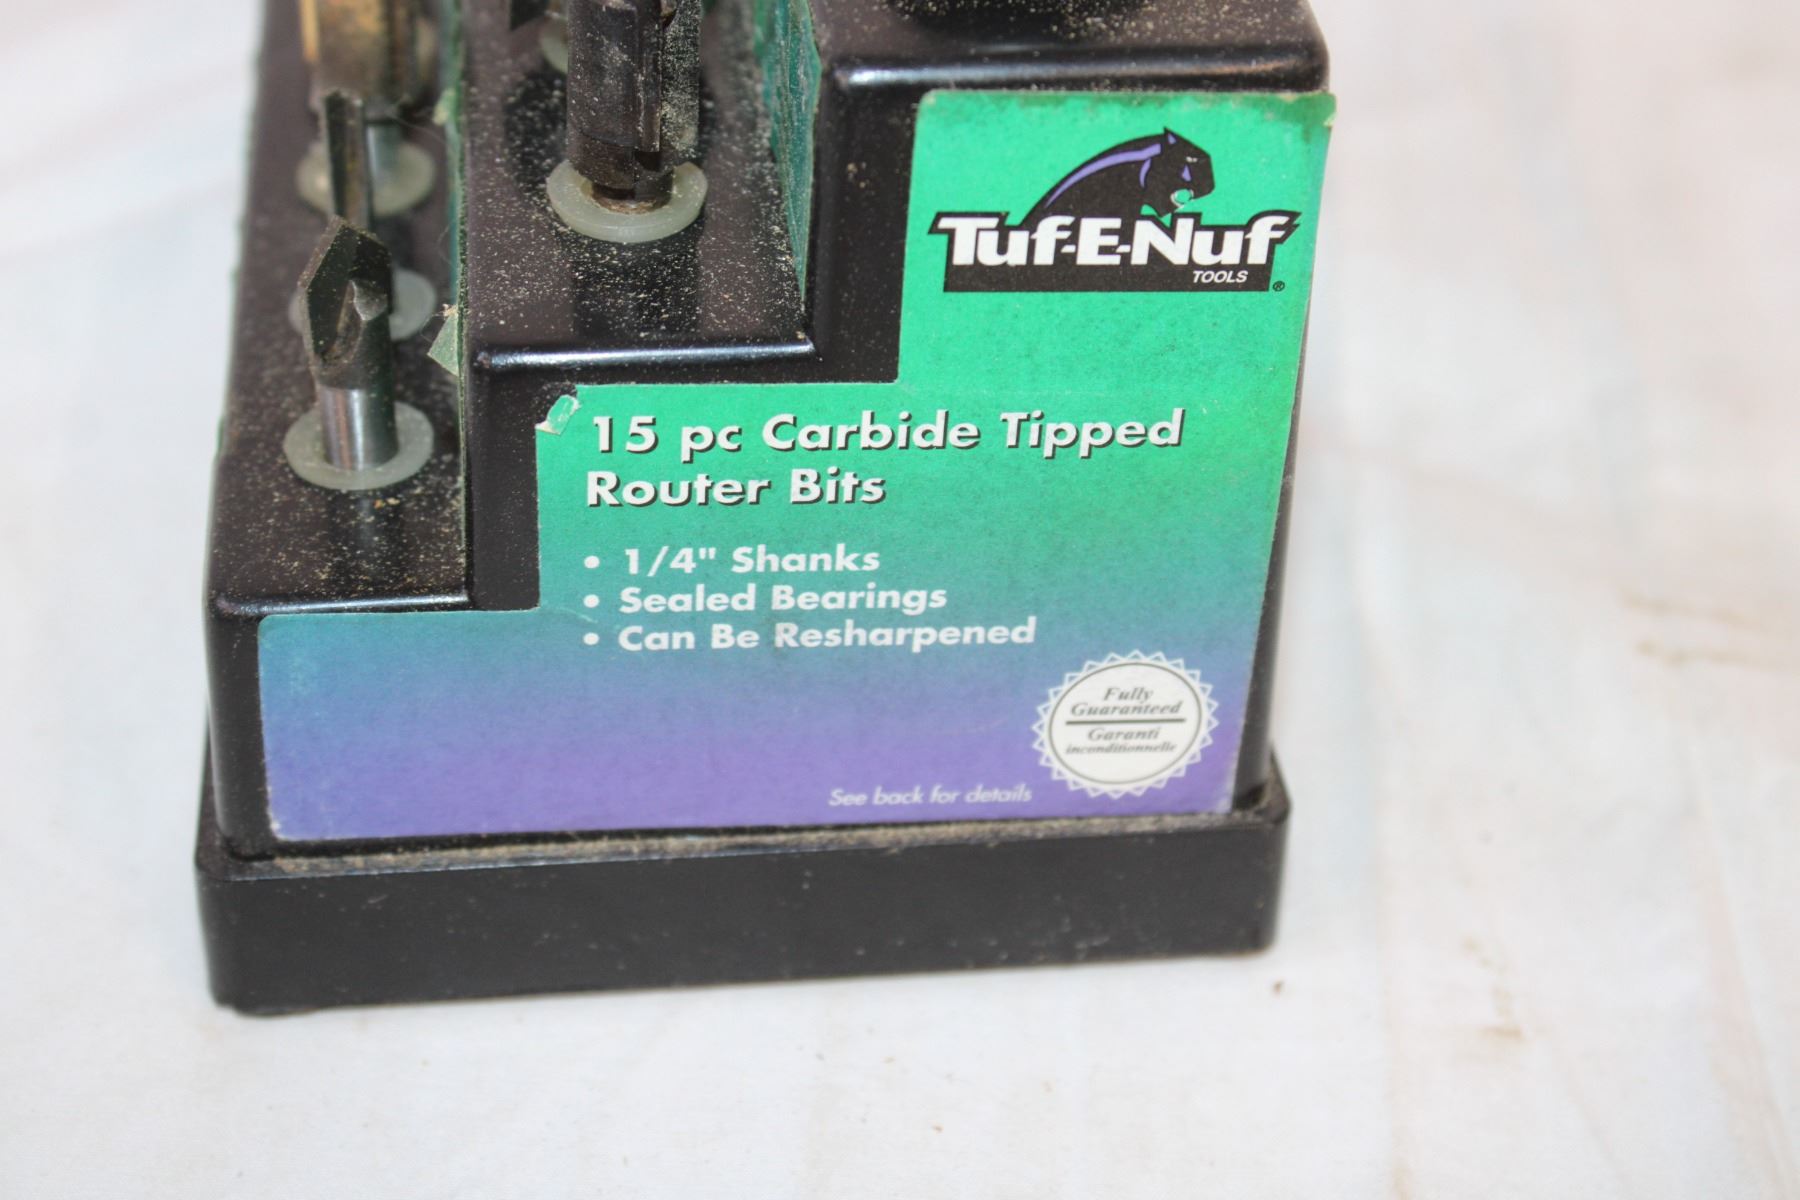 Tuf-E-Nuf
TOOLS ®
15 pc Carbide Tipped
Router Bits
• 1/4" Shanks
• Sealed Bearings
• Can Be Resharpened
Fully
Guaranteed
Garanti
inconditionnelle
See back for details